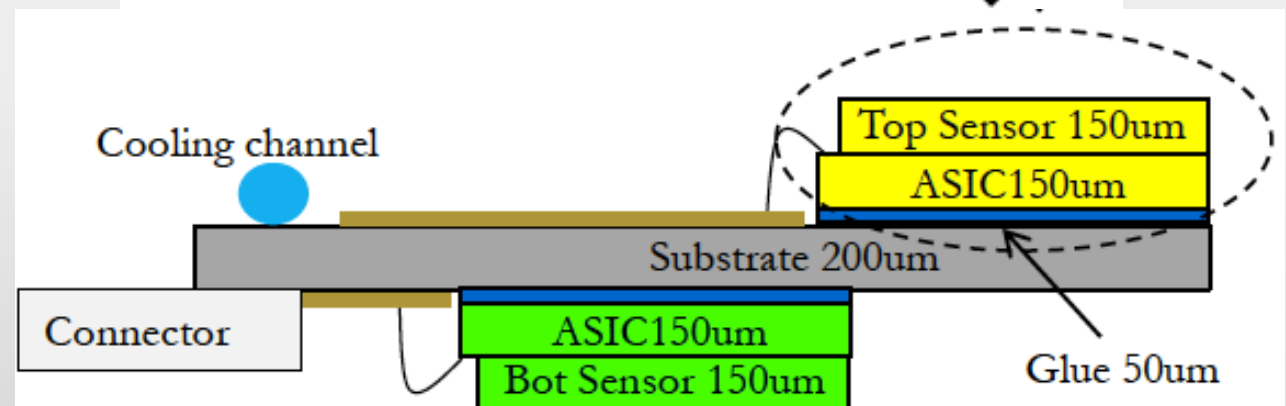 Top Sensor 150um
Cooling channel
ASIC150um
Substrate 200um
Connector
ASIC150um
Glue 50um
Bot Sensor 150um